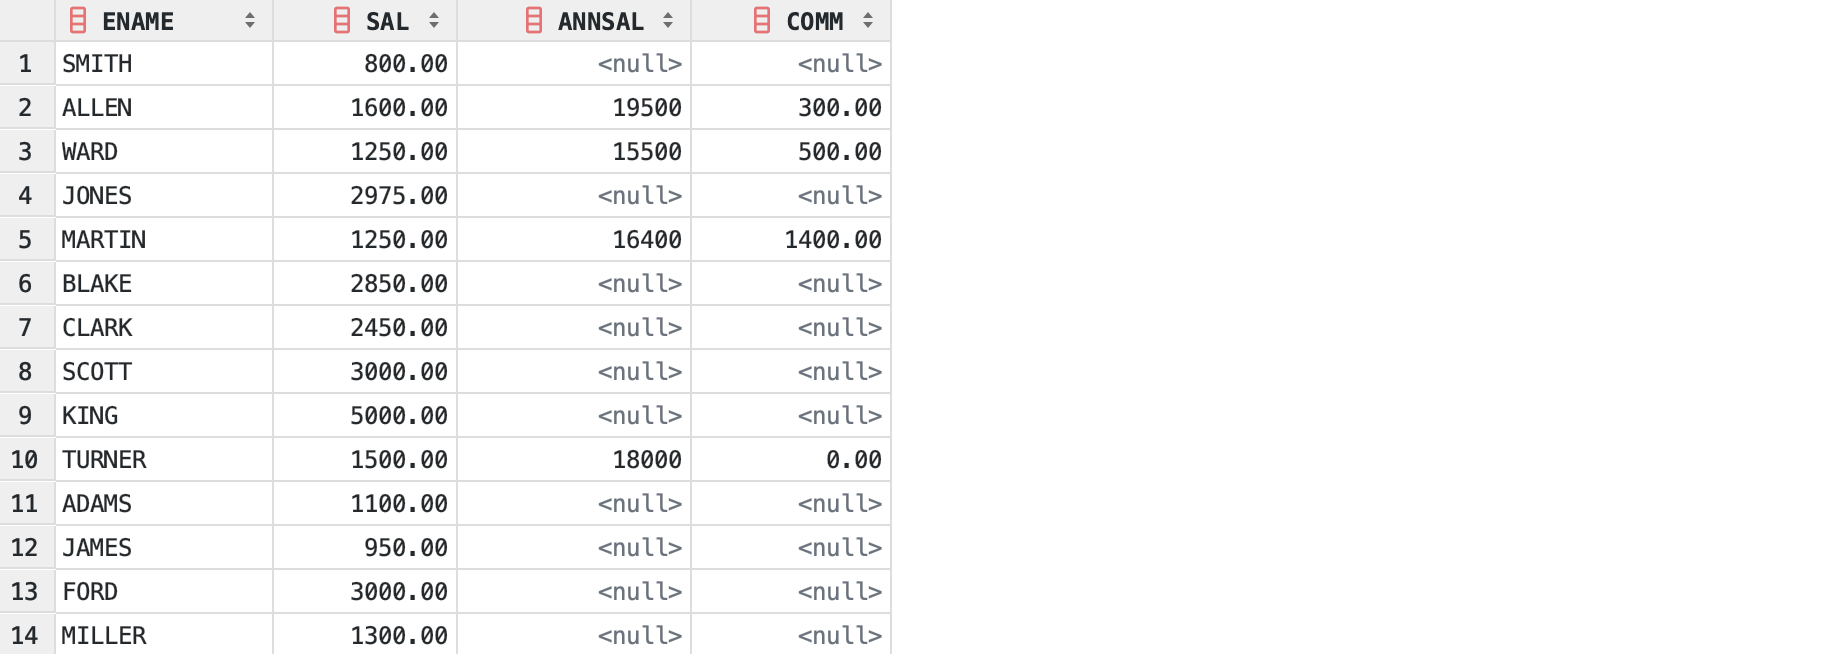 ENAME SAL ANNSAL COMM
1 SMITH 800.00 <null> <null>
2 ALLEN 1600.00 19500 300.00
3 WARD 1250.00 15500 500.00
4 JONES 2975.00 <null> <null>
5 MARTIN 1250.00 16400 1400.00
6 BLAKE 2850.00 <null> <null>
7 CLARK 2450.00 <null> <null>
8 SCOTT 3000.00 <null> <null>
9 KING 5000.00 <null> <null>
10 TURNER 1500.00 18000 0.00
11 ADAMS 1100.00 <null> <null>
12 JAMES 950.00 <null> <null>
13 FORD 3000.00 <null> <null>
14 MILLER 1300.00 <null> <null>